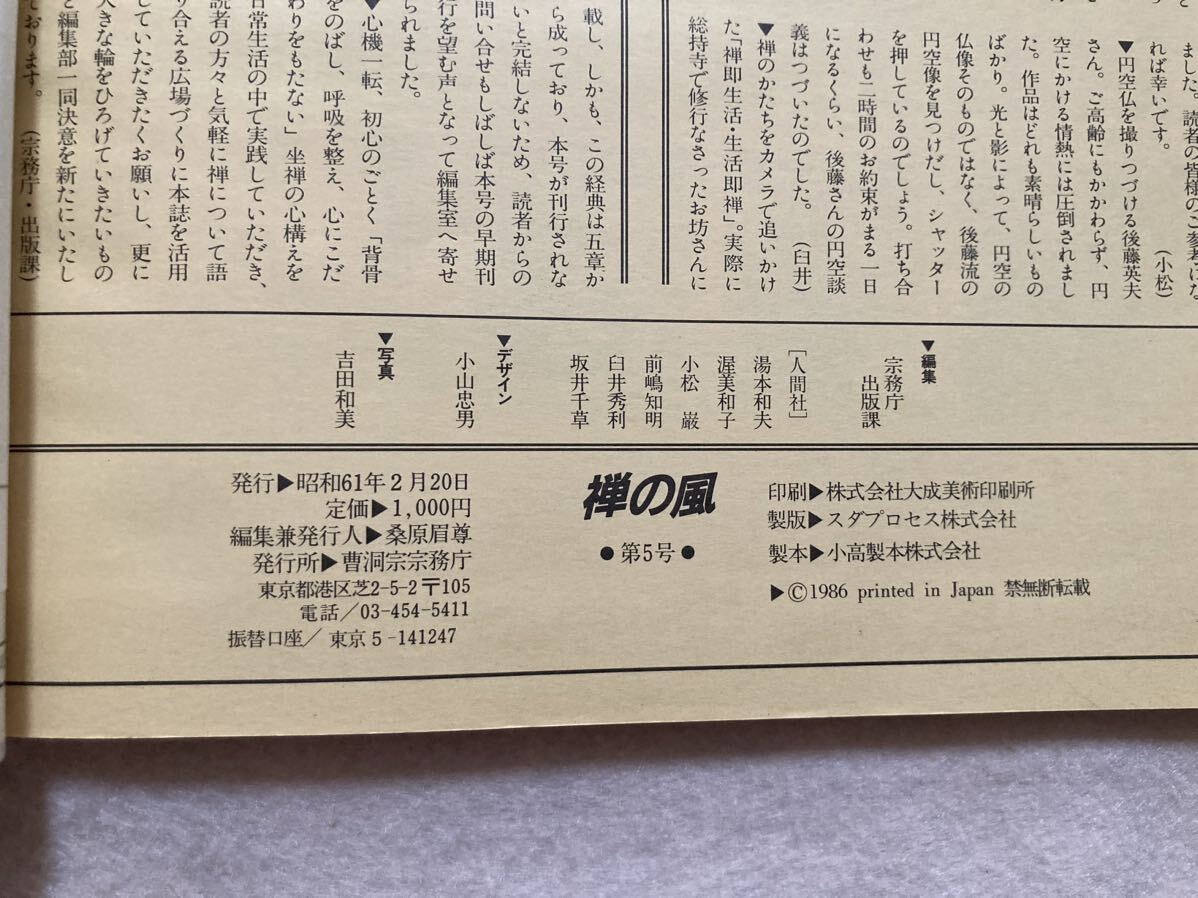 ました。読者の皆様のご参考にな
れば幸いです。　　　　（小松）
▼円空仏を撮りつづける後藤英夫
さん。ご高齢にもかかわらず、円
空にかける情熱には圧倒されまし
た。作品はどれも素晴らしいもの
ばかり。光と影によって、円空の
仏像そのものではなく、後藤流の
円空像を見つけだし、シャッター
を押しているのでしょう。打ち合
わせも二時間のお約束がまる一日
になるくらい、後藤さんの円空談
義はつづいたのでした。　（臼井）
▼禅のかたちをカメラで追いかけ
た「禅即生活・生活即禅」。実際に
総持寺で修行なさったお坊さんに
載し、しかも、この経典は五章か
ら成っており、本号が刊行されな
いと完結しないため、読者からの
問い合せもしばしば本号の早期刊
行を望む声となって編集室へ寄せ
られました。
▼心機一転、初心のごとく「背骨
をのばし、呼吸を整え、心にこだ
わりをもたない」坐禅の心構えを
日常生活の中で実践していただき、
読者の方々と気軽に禅について語
り合える広場づくりに本誌を活用
していただきたくお願いし、更に
大きな輪をひろげていきたいもの
と編集部一同決意を新たにいたし
ております。　（宗務庁・出版課）
▼編集
宗務庁
出版課
［人間社］
湯本和夫
渥美和子
小松　巌
前嶋知明
臼井秀利
坂井千草
▼デザイン
小山忠男
▼写真
吉田和美
発行▶昭和61年2月20日
定価▶1,000円
編集兼発行人▶桑原眉尊
発行所▶曹洞宗宗務庁
東京都港区芝2-5-2〒105
電話／03-454-5411
振替口座／東京5-141247
禅の風
●第5号●
印刷▶株式会社大成美術印刷所
製版▶スダプロセス株式会社
製本▶小高製本株式会社
▶©1986 printed in Japan 禁無断転載